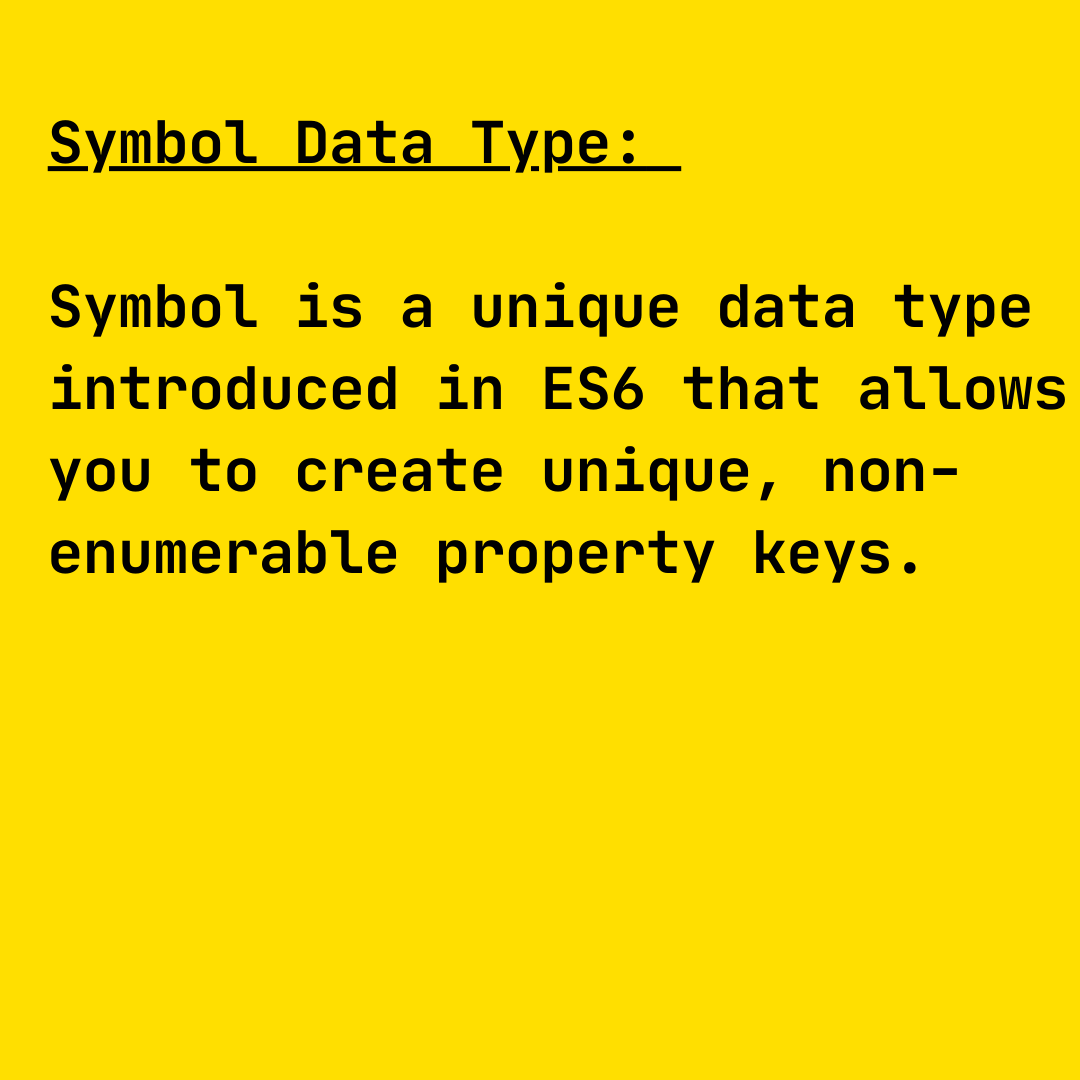 Symbol Data Type:
Symbol is a unique data type
introduced in ES6 that allows
you to create unique, non-
enumerable property keys.